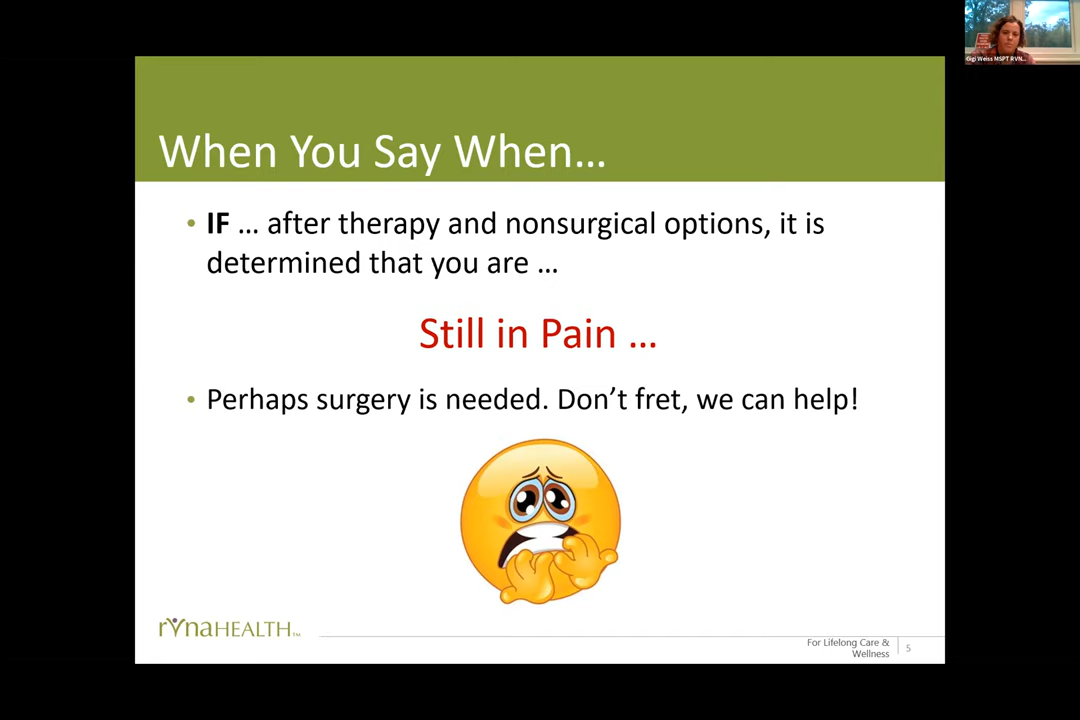 Gigi Weiss MSPT RVN...
When You Say When...
• IF ... after therapy and nonsurgical options, it is
determined that you are ...
Still in Pain ...
• Perhaps surgery is needed. Don’t fret, we can help!
rvnaHEALTH™
For Lifelong Care &
Wellness
5